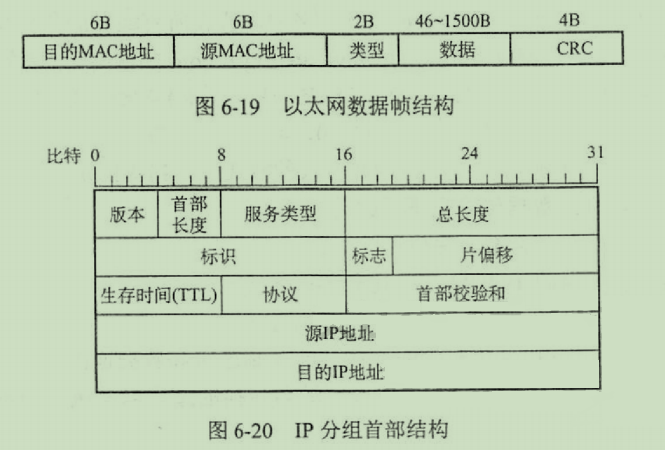 6B 6B 2B 46~1500B 4B
目的MAC地址 源MAC地址 类型 数据 CRC
图 6-19 以太网数据帧结构
比特 0 8 16 24 31
版本 首部长度 服务类型 总长度
标识 标志 片偏移
生存时间(TTL) 协议 首部校验和
源IP地址
目的IP地址
图 6-20 IP 分组首部结构